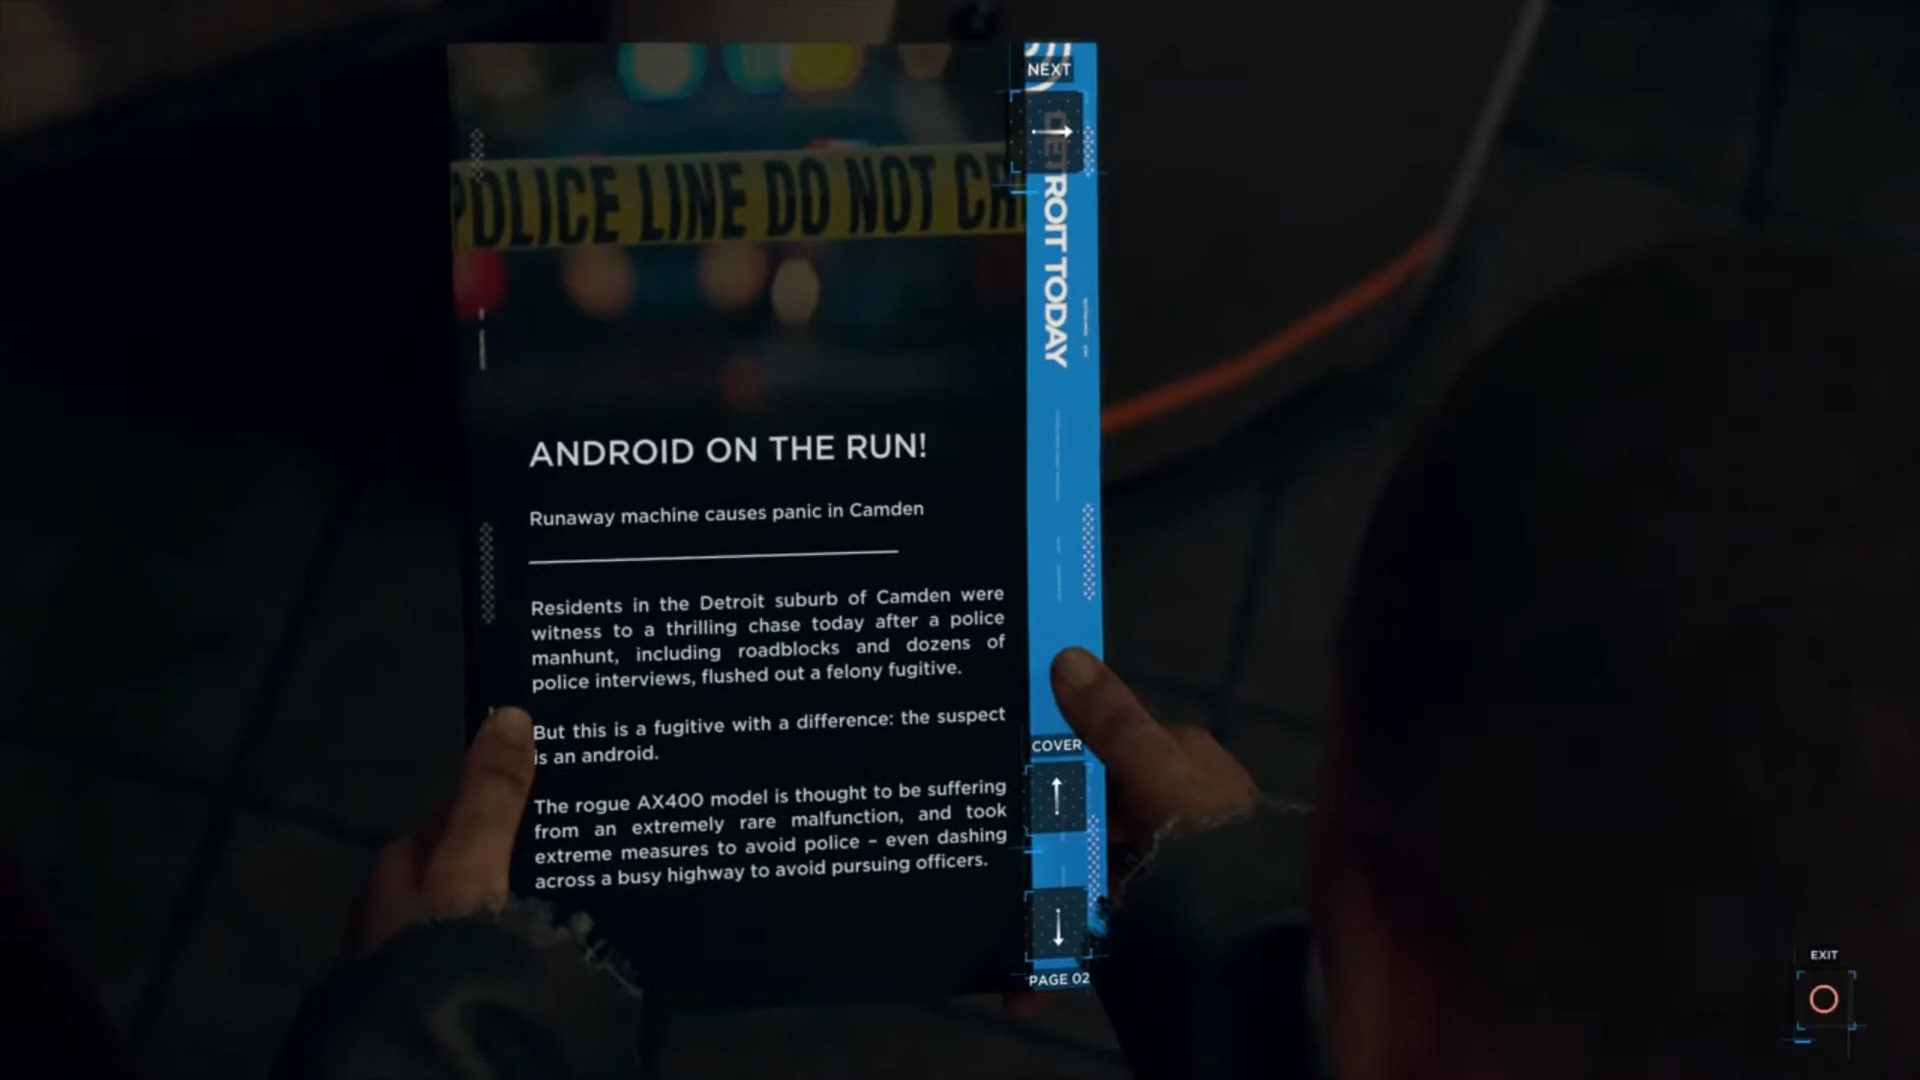 NEXT
DETROIT TODAY
POLICE LINE DO NOT
ANDROID ON THE RUN!
Runaway machine causes panic in Camden
Residents in the Detroit suburb of Camden were
witness to a thrilling chase today after a police
manhunt, including roadblocks and dozens of
police interviews, flushed out a felony fugitive.
But this is a fugitive with a difference: the suspect
is an android.
The rogue AX400 model is thought to be suffering
from an extremely rare malfunction, and took
extreme measures to avoid police – even dashing
across a busy highway to avoid pursuing officers.
COVER
PAGE 02
EXIT